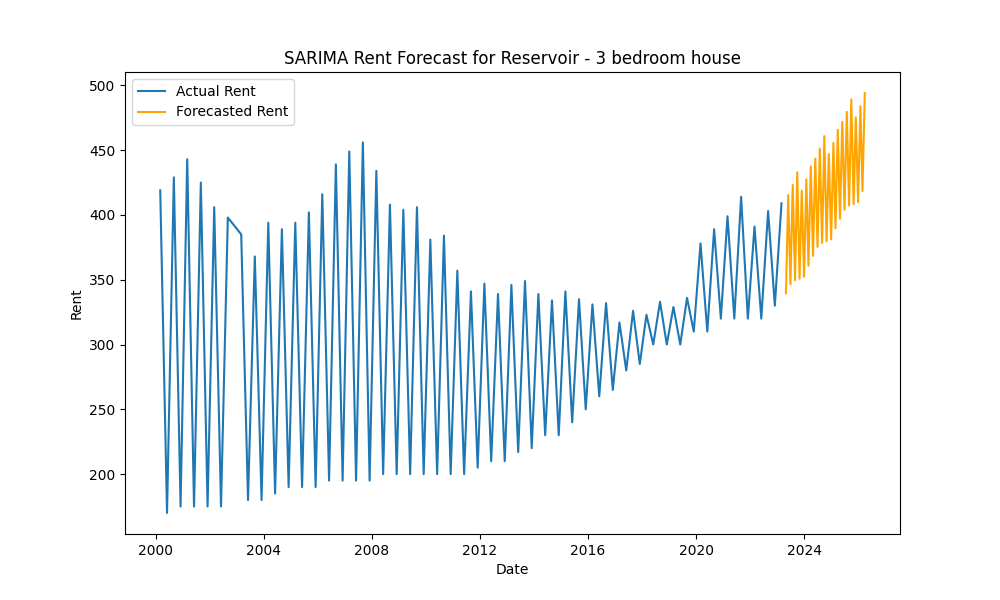 SARIMA Rent Forecast for Reservoir - 3 bedroom house
Actual Rent
Forecasted Rent
500
450
400
350
300
250
200
Rent
2000 2004 2008 2012 2016 2020 2024
Date